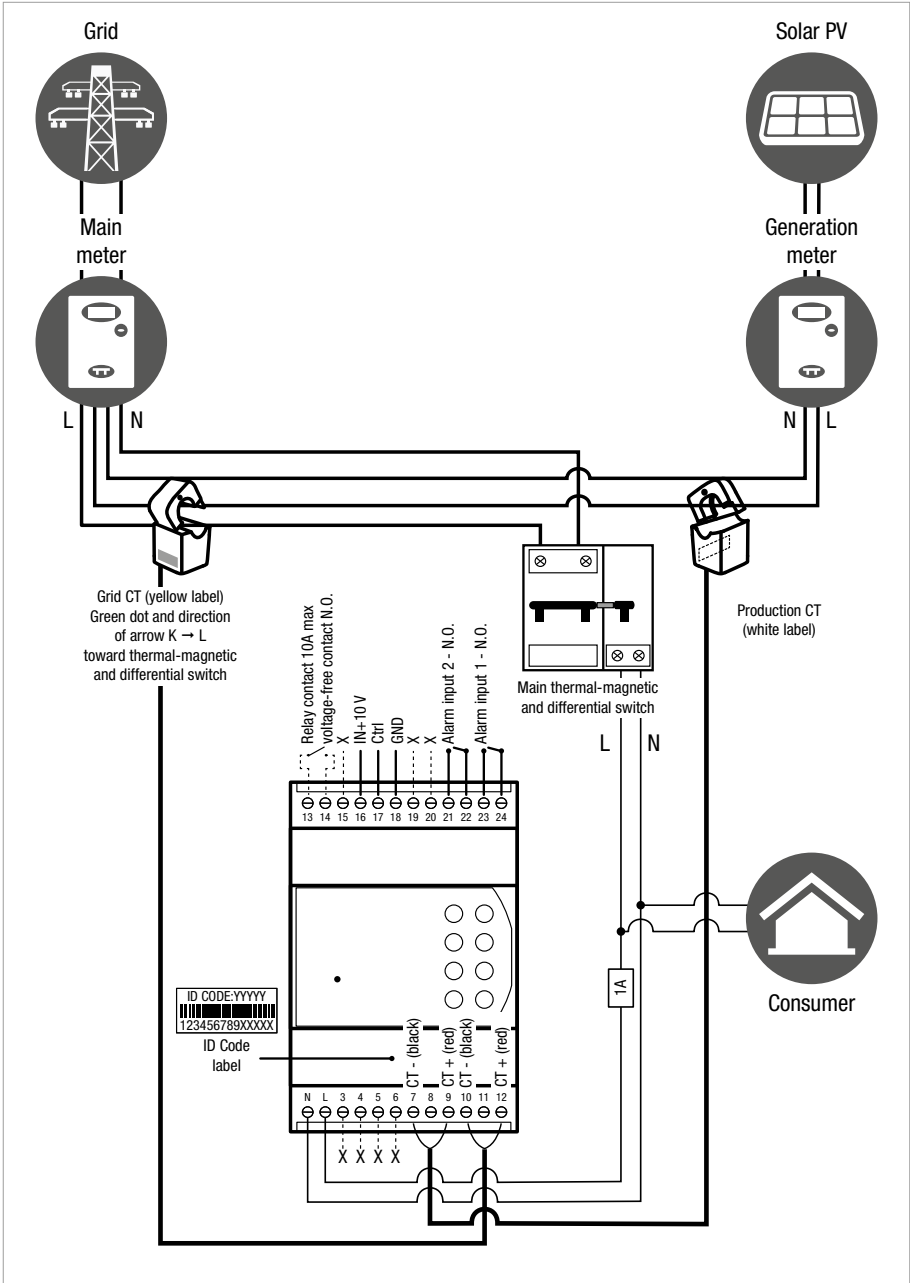 Grid
Solar PV
Main
meter
Generation
meter
L
N
N
L
Grid CT (yellow label)
Green dot and direction
of arrow K → L
toward thermal-magnetic
and differential switch
Production CT
(white label)
Main thermal-magnetic
and differential switch
L
N
Relay contact 10A max
voltage-free contact N.O.
X
IN+10 V
Ctrl
GND
X
X
Alarm input 2 - N.O.
Alarm input 1 - N.O.
13 14 15 16 17 18 19 20 21 22 23 24
1A
Consumer
ID CODE:YYYYY
123456789XXXXX
ID Code
label
CT - (black)
CT + (red)
CT - (black)
CT + (red)
N L 3 4 5 6 7 8 9 10 11 12
X X X X